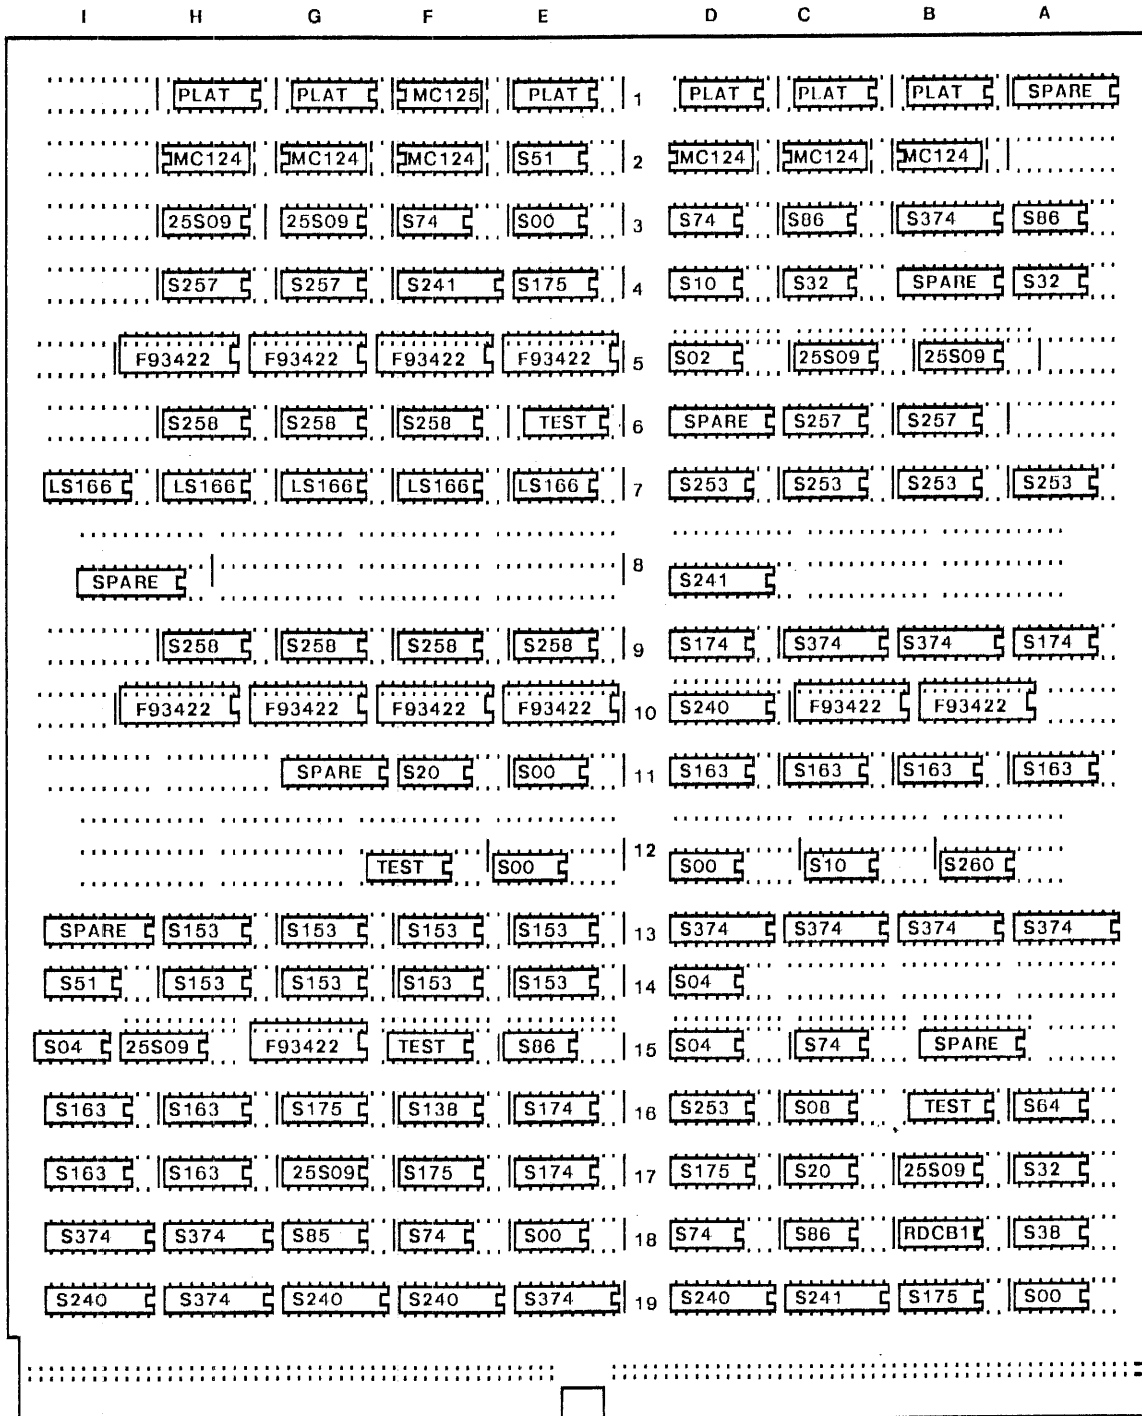 I H G F E D C B A
PLAT PLAT MC125 PLAT 1 PLAT PLAT PLAT SPARE
MC124 MC124 MC124 S51 2 MC124 MC124 MC124
25S09 25S09 S74 S00 3 S74 S86 S374 S86
S257 S257 S241 S175 4 S10 S32 SPARE S32
F93422 F93422 F93422 F93422 5 S02 25S09 25S09
S258 S258 S258 TEST 6 SPARE S257 S257
LS166 LS166 LS166 LS166 LS166 7 S253 S253 S253 S253
SPARE 8 S241
S258 S258 S258 S258 9 S174 S374 S374 S174
F93422 F93422 F93422 F93422 10 S240 F93422 F93422
SPARE S20 S00 11 S163 S163 S163 S163
TEST S00 12 S00 S10 S260
SPARE S153 S153 S153 S153 13 S374 S374 S374 S374
S51 S153 S153 S153 S153 14 S04
S04 25S09 F93422 TEST S86 15 S04 S74 SPARE
S163 S163 S175 S138 S174 16 S253 S08 TEST S64
S163 S163 25S09 S175 S174 17 S175 S20 25S09 S32
S374 S374 S85 S74 S00 18 S74 S86 RDCB1 S38
S240 S374 S240 S240 S374 19 S240 S241 S175 S00